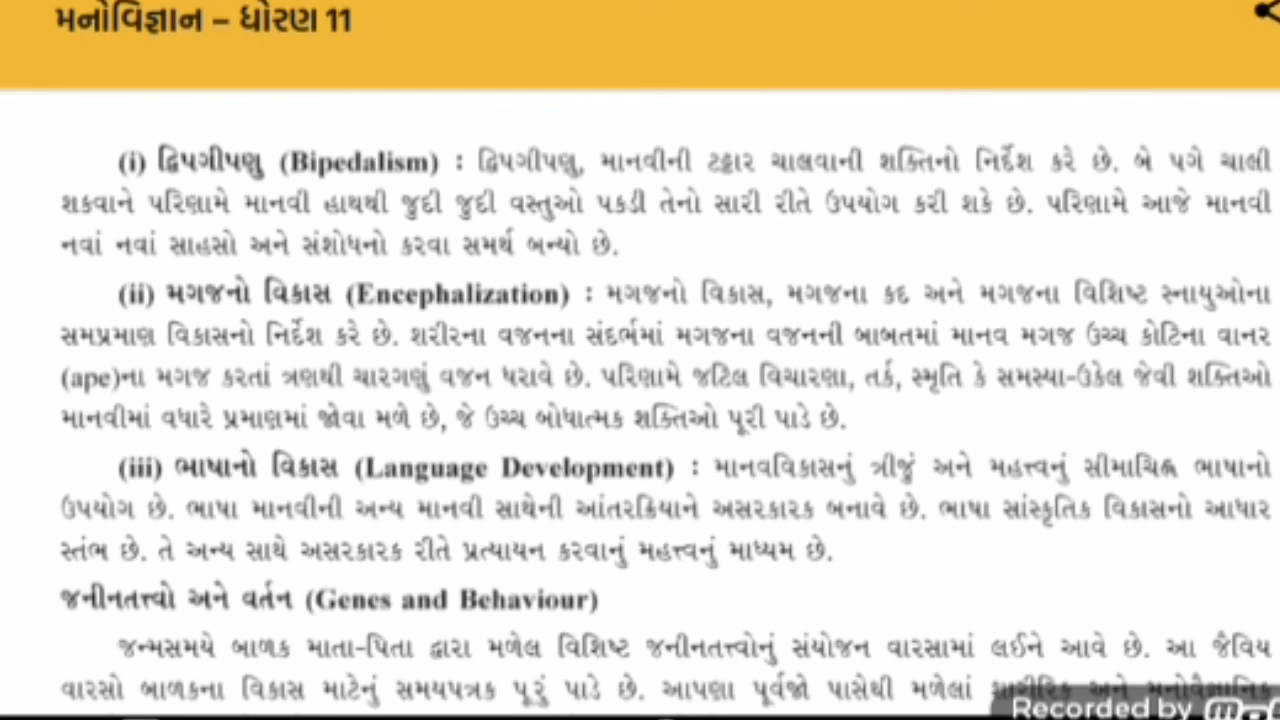 મનોવિજ્ઞાન – ધોરણ 11
(i) દ્વિપગીપણુ (Bipedalism) : દ્વિપગીપણુ, માનવીની ટટ્ટાર ચાલવાની શક્તિનો નિર્દેશ કરે છે. બે પગે ચાલી
શકવાને પરિણામે માનવી હાથથી જુદી જુદી વસ્તુઓ પકડી તેનો સારી રીતે ઉપયોગ કરી શકે છે. પરિણામે આજે માનવી
નવાં નવાં સાહસો અને સંશોધનો કરવા સમર્થ બન્યો છે.
(ii) મગજનો વિકાસ (Encephalization) : મગજનો વિકાસ, મગજના કદ અને મગજના વિશિષ્ટ સ્નાયુઓના
સમપ્રમાણ વિકાસનો નિર્દેશ કરે છે. શરીરના વજનના સંદર્ભમાં મગજના વજનની બાબતમાં માનવ મગજ ઉચ્ચ કોટિના વાનર
(ape)ના મગજ કરતાં ત્રણથી ચારગણું વજન ધરાવે છે. પરિણામે જટિલ વિચારણા, તર્ક, સ્મૃતિ કે સમસ્યા-ઉકેલ જેવી શક્તિઓ
માનવીમાં વધારે પ્રમાણમાં જોવા મળે છે, જે ઉચ્ચ બોધાત્મક શક્તિઓ પૂરી પાડે છે.
(iii) ભાષાનો વિકાસ (Language Development) : માનવવિકાસનું ત્રીજું અને મહત્ત્વનું સીમાચિહ્ન ભાષાનો
ઉપયોગ છે. ભાષા માનવીની અન્ય માનવી સાથેની આંતરક્રિયાને અસરકારક બનાવે છે. ભાષા સાંસ્કૃતિક વિકાસનો આધાર
સ્તંભ છે. તે અન્ય સાથે અસરકારક રીતે પ્રત્યાયન કરવાનું મહત્ત્વનું માધ્યમ છે.
જનીનતત્ત્વો અને વર્તન (Genes and Behaviour)
જન્મસમયે બાળક માતા-પિતા દ્વારા મળેલ વિશિષ્ટ જનીનતત્ત્વોનું સંયોજન વારસામાં લઈને આવે છે. આ જૈવિય
વારસો બાળકના વિકાસ માટેનું સમયપત્રક પૂરું પાડે છે. આપણા પૂર્વજો પાસેથી મળેલાં શારીરિક અને મનોવૈજ્ઞાનિક
Recorded by